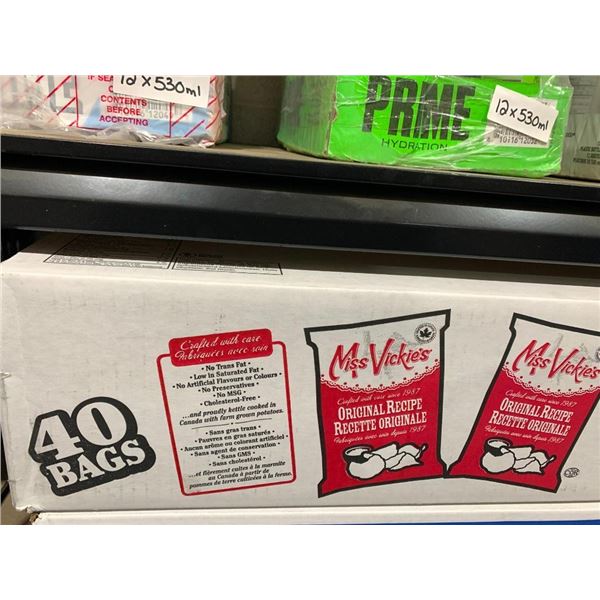 IF SEA
CONTENTS
BEFORE
ACCEPTING
12 x 530ml
PRIME
HYDRATION
12 x 530ml
40
BAGS
Crafted with care
Fabriquées avec soin
• No Trans Fat •
• Low in Saturated Fat •
• No Artificial Flavours or Colours •
• No Preservatives •
• No MSG •
• Cholesterol-Free •
...and proudly kettle cooked in
Canada with farm grown potatoes.
• Sans gras trans •
• Pauvres en gras saturés •
• Aucun arôme ou colorant artificiel •
• Sans agent de conservation •
• Sans GMS •
• Sans cholestérol •
...et fièrement cuites à la marmite
au Canada à partir de
pommes de terre cultivées à la ferme.
Miss Vickie's
Crafted with care since 1987
ORIGINAL RECIPE
RECETTE ORIGINALE
Fabriquées avec soin depuis 1987
Miss Vickie's
Crafted with care since 1987
ORIGINAL RECIPE
RECETTE ORIGINALE
Fabriquées avec soin depuis 1987